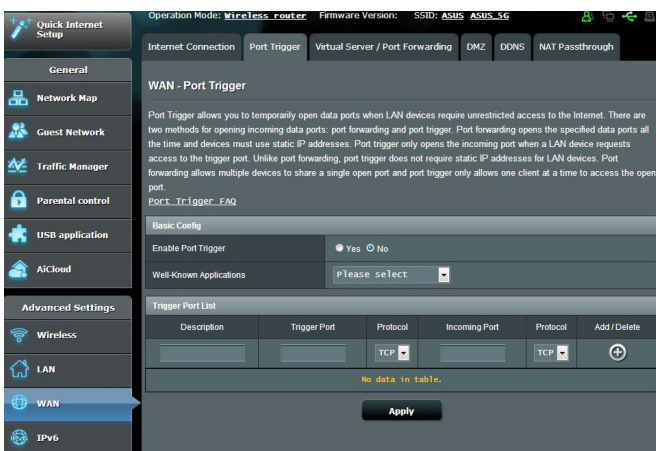 Quick Internet
Setup
Operation Mode: Wireless router Firmware Version: SSID: ASUS ASUS_5G
Internet Connection Port Trigger Virtual Server / Port Forwarding DMZ DDNS NAT Passthrough
General
Network Map
Guest Network
Traffic Manager
Parental control
USB application
AiCloud
Advanced Settings
Wireless
LAN
WAN
IPv6
WAN - Port Trigger
Port Trigger allows you to temporarily open data ports when LAN devices require unrestricted access to the Internet. There are
two methods for opening incoming data ports: port forwarding and port trigger. Port forwarding opens the specified data ports all
the time and devices must use static IP addresses. Port trigger only opens the incoming port when a LAN device requests
access to the trigger port. Unlike port forwarding, port trigger does not require static IP addresses for LAN devices. Port
forwarding allows multiple devices to share a single open port and port trigger only allows one client at a time to access the open
port.
Port Trigger FAQ
Basic Config
Enable Port Trigger Yes No
Well-Known Applications Please select
Trigger Port List
Description Trigger Port Protocol Incoming Port Protocol Add / Delete
TCP TCP
No data in table.
Apply